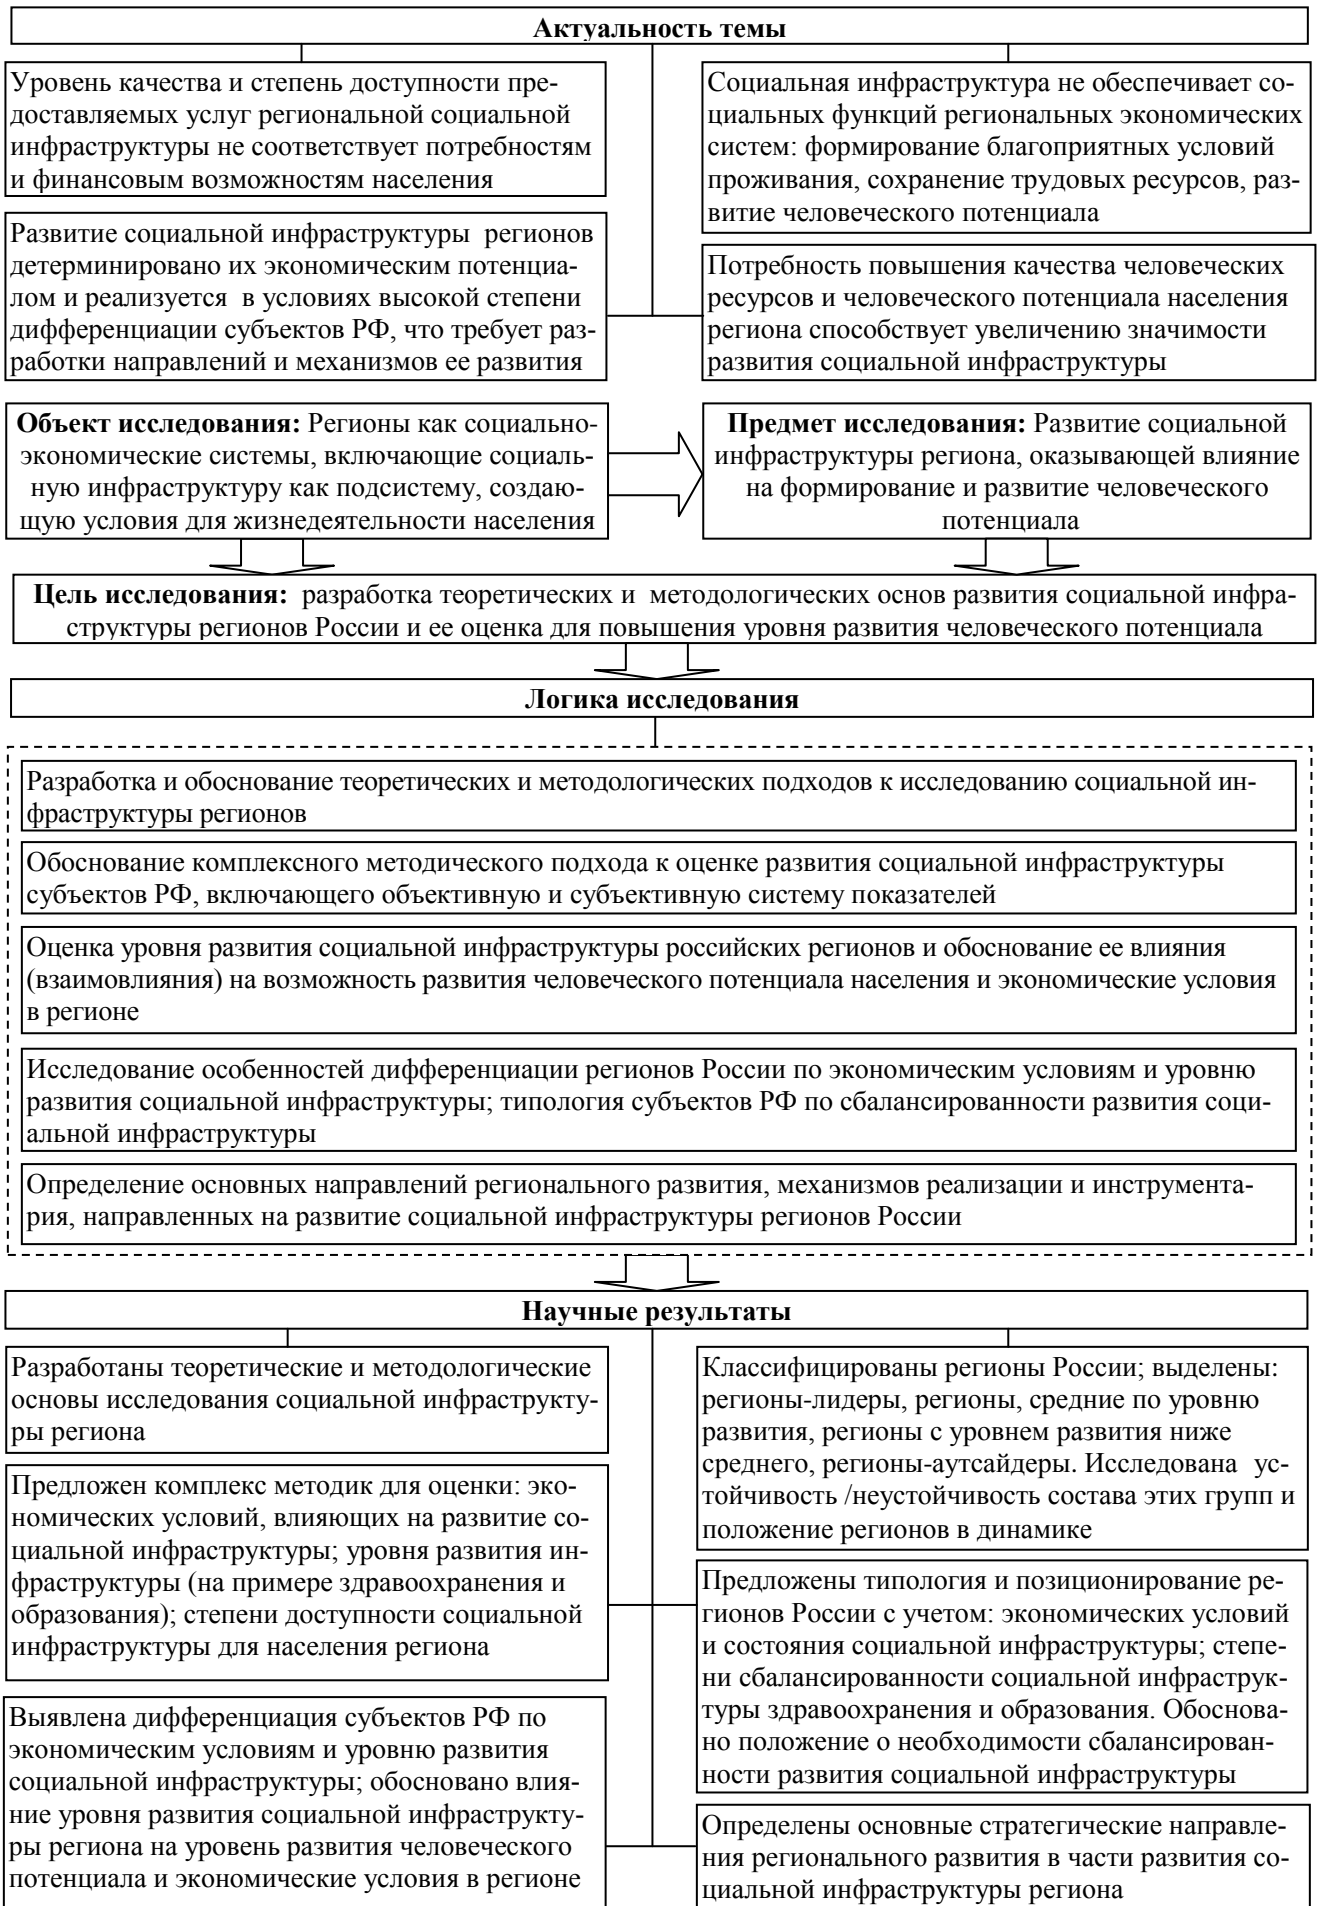 Актуальность темы
Уровень качества и степень доступности пре-
доставляемых услуг региональной социальной
инфраструктуры не соответствует потребностям
и финансовым возможностям населения
Развитие социальной инфраструктуры регионов
детерминировано их экономическим потенциа-
лом и реализуется в условиях высокой степени
дифференциации субъектов РФ, что требует раз-
работки направлений и механизмов ее развития
Социальная инфраструктура не обеспечивает со-
циальных функций региональных экономических
систем: формирование благоприятных условий
проживания, сохранение трудовых ресурсов, раз-
витие человеческого потенциала
Потребность повышения качества человеческих
ресурсов и человеческого потенциала населения
региона способствует увеличению значимости
развития социальной инфраструктуры
Объект исследования: Регионы как социально-
экономические системы, включающие социаль-
ную инфраструктуру как подсистему, создаю-
щую условия для жизнедеятельности населения
Предмет исследования: Развитие социальной
инфраструктуры региона, оказывающей влияние
на формирование и развитие человеческого
потенциала
Цель исследования: разработка теоретических и методологических основ развития социальной инфра-
структуры регионов России и ее оценка для повышения уровня развития человеческого потенциала
Логика исследования
Разработка и обоснование теоретических и методологических подходов к исследованию социальной ин-
фраструктуры регионов
Обоснование комплексного методического подхода к оценке развития социальной инфраструктуры
субъектов РФ, включающего объективную и субъективную систему показателей
Оценка уровня развития социальной инфраструктуры российских регионов и обоснование ее влияния
(взаимовлияния) на возможность развития человеческого потенциала населения и экономические условия
в регионе
Исследование особенностей дифференциации регионов России по экономическим условиям и уровню
развития социальной инфраструктуры; типология субъектов РФ по сбалансированности развития соци-
альной инфраструктуры
Определение основных направлений регионального развития, механизмов реализации и инструмента-
рия, направленных на развитие социальной инфраструктуры регионов России
Научные результаты
Разработаны теоретические и методологические
основы исследования социальной инфраструкту-
ры региона
Предложен комплекс методик для оценки: эко-
номических условий, влияющих на развитие со-
циальной инфраструктуры; уровня развития ин-
фраструктуры (на примере здравоохранения и
образования); степени доступности социальной
инфраструктуры для населения региона
Выявлена дифференциация субъектов РФ по
экономическим условиям и уровню развития
социальной инфраструктуры; обосновано влия-
ние уровня развития социальной инфраструкту-
ры региона на уровень развития человеческого
потенциала и экономические условия в регионе
Классифицированы регионы России; выделены:
регионы-лидеры, регионы, средние по уровню
развития, регионы с уровнем развития ниже
среднего, регионы-аутсайдеры. Исследована ус-
тойчивость /неустойчивость состава этих групп и
положение регионов в динамике
Предложены типология и позиционирование ре-
гионов России с учетом: экономических условий
и состояния социальной инфраструктуры; степе-
ни сбалансированности социальной инфраструк-
туры здравоохранения и образования. Обоснова-
но положение о необходимости сбалансирован-
ности развития социальной инфраструктуры
Определены основные стратегические направле-
ния регионального развития в части развития со-
циальной инфраструктуры региона